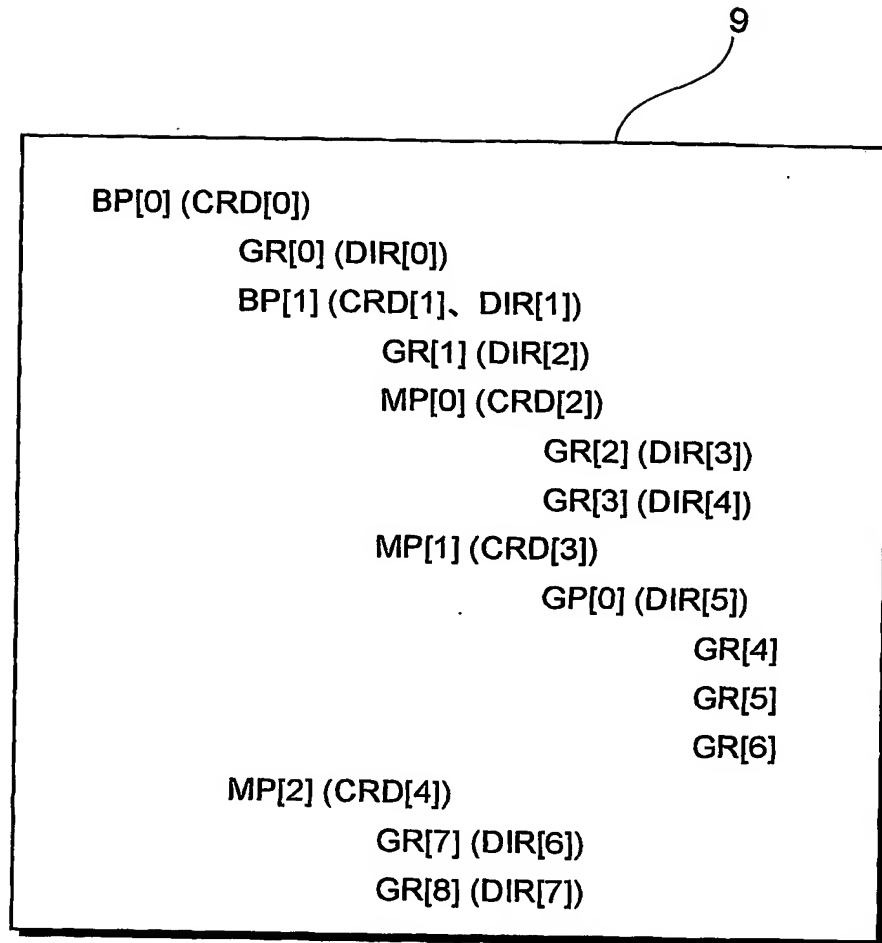 9
BP[0] (CRD[0])
GR[0] (DIR[0])
BP[1] (CRD[1]、DIR[1])
GR[1] (DIR[2])
MP[0] (CRD[2])
GR[2] (DIR[3])
GR[3] (DIR[4])
MP[1] (CRD[3])
GP[0] (DIR[5])
GR[4]
GR[5]
GR[6]
MP[2] (CRD[4])
GR[7] (DIR[6])
GR[8] (DIR[7])